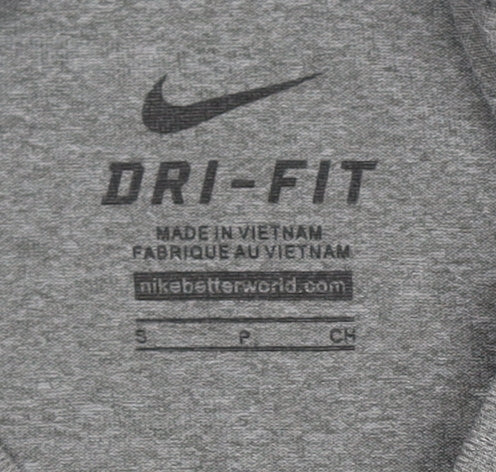 DRI-FIT
MADE IN VIETNAM
FABRIQUE AU VIETNAM
nikebetterworld.com
S P CH